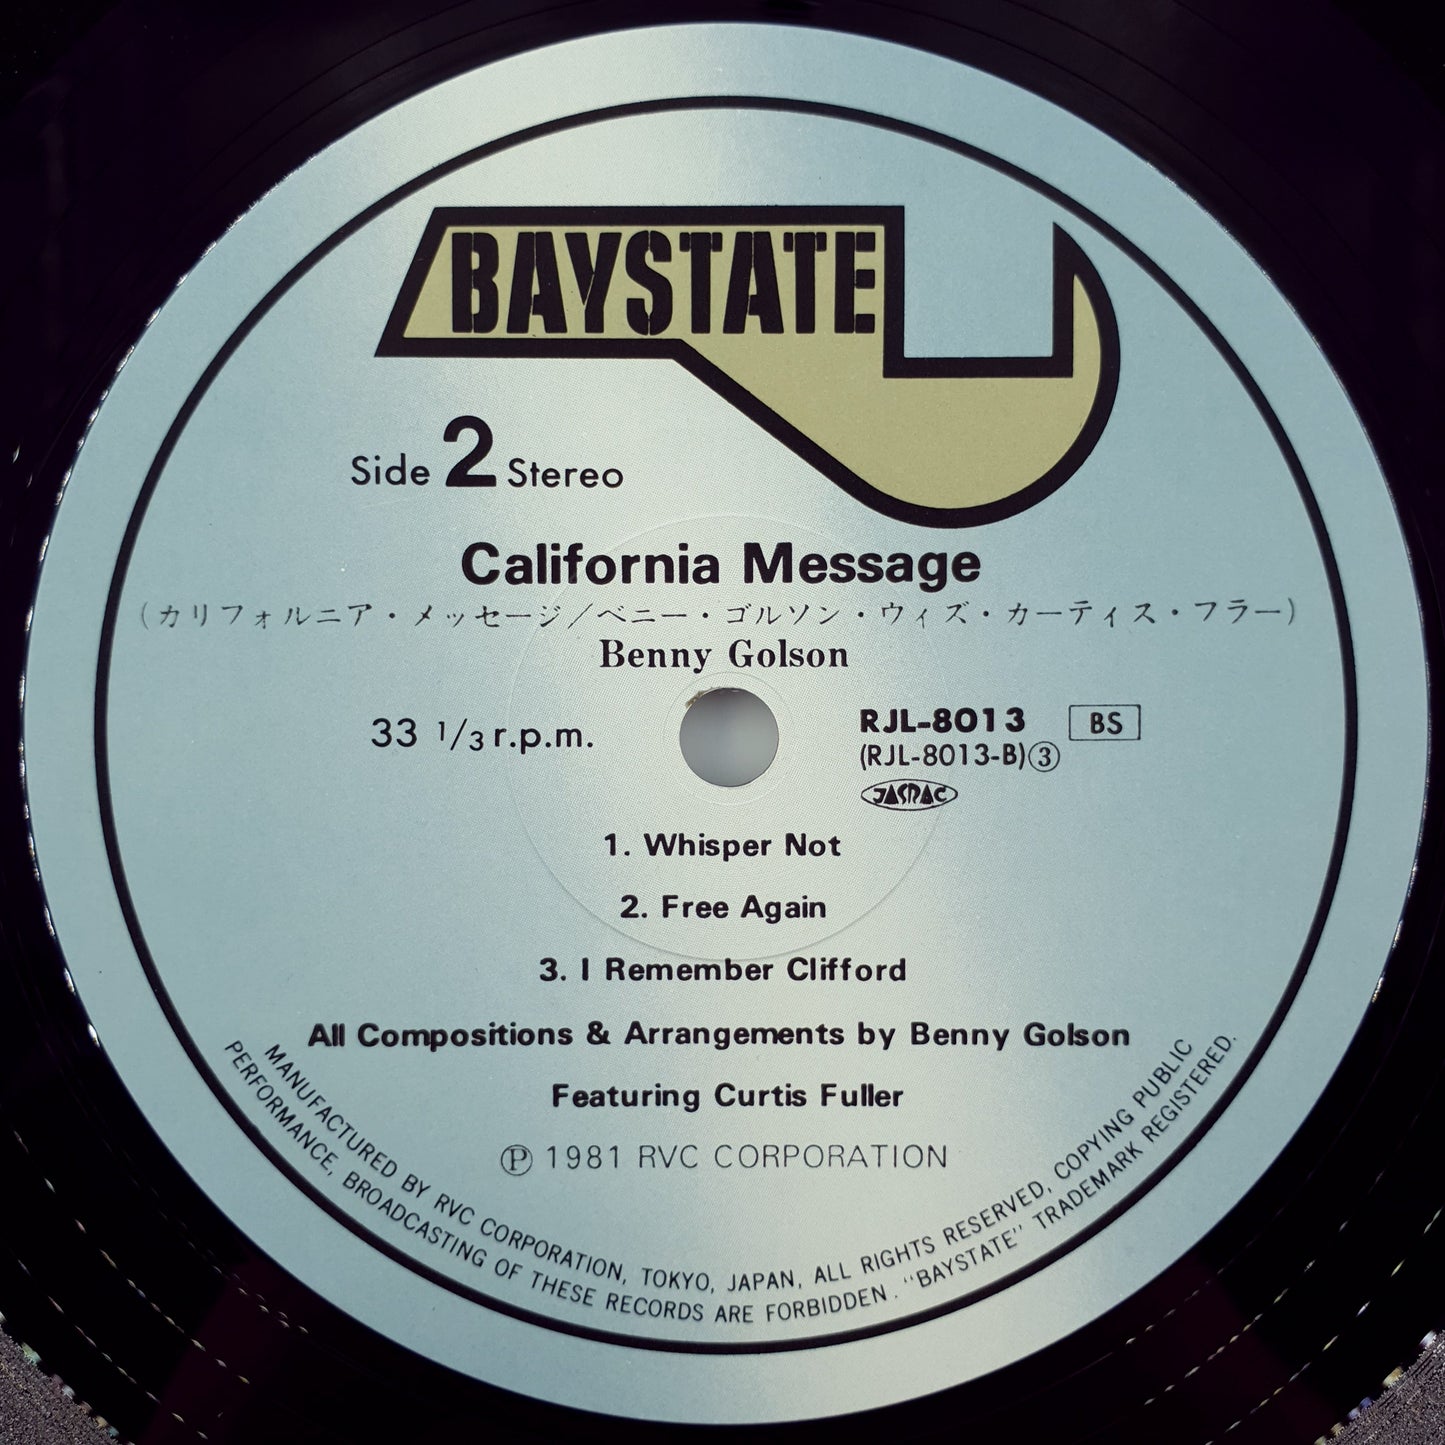 BAYSTATE
Side 2 Stereo
California Message
(カリフォルニア・メッセージ/ベニー・ゴルソン・ウィズ・カーティス・フラー)
Benny Golson
33 1/3 r.p.m.
RJL-8013 BS
(RJL-8013-B)③
JASRAC
1. Whisper Not
2. Free Again
3. I Remember Clifford
All Compositions & Arrangements by Benny Golson
Featuring Curtis Fuller
Ⓟ 1981 RVC CORPORATION
MANUFACTURED BY RVC CORPORATION, TOKYO, JAPAN, ALL RIGHTS RESERVED, COPYING PUBLIC
PERFORMANCE, BROADCASTING OF THESE RECORDS ARE FORBIDDEN. "BAYSTATE" TRADEMARK REGISTERED.